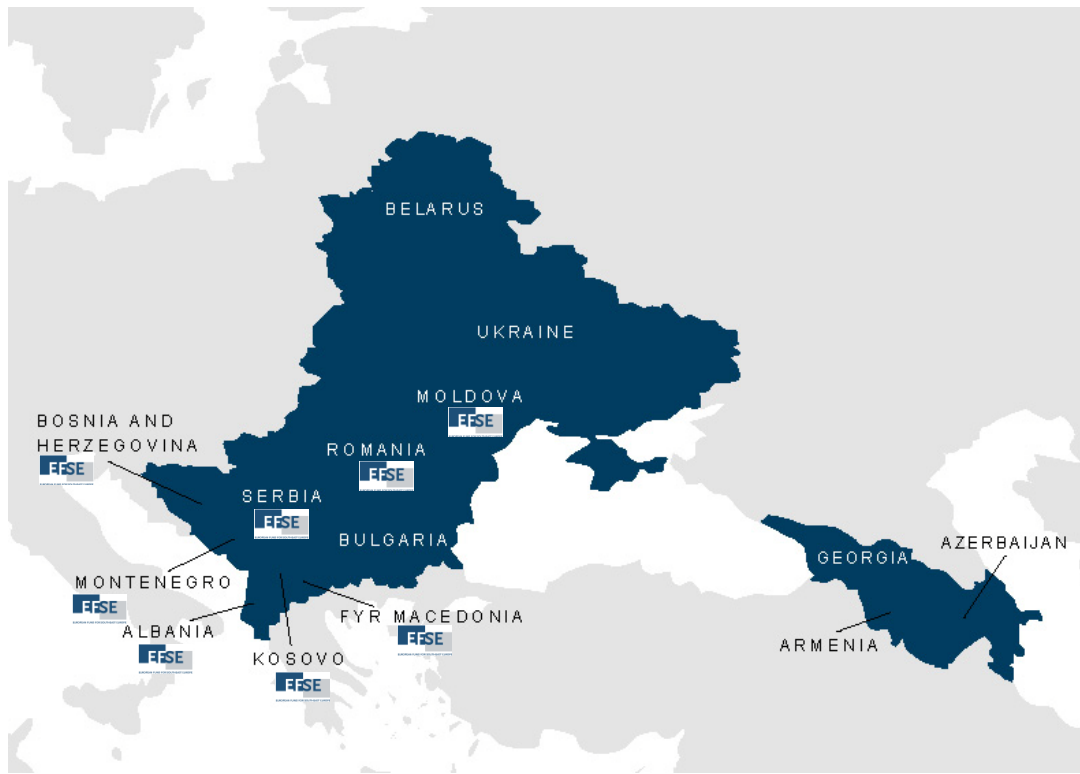 BELARUS
UKRAINE
MOLDOVA
EFSE
BOSNIA AND
HERZEGOVINA
EFSE
ROMANIA
EFSE
SERBIA
EFSE
BULGARIA
AZERBAIJAN
GEORGIA
MONTENEGRO
EFSE
FYR MACEDONIA
EFSE
ALBANIA
EFSE
ARMENIA
KOSOVO
EFSE